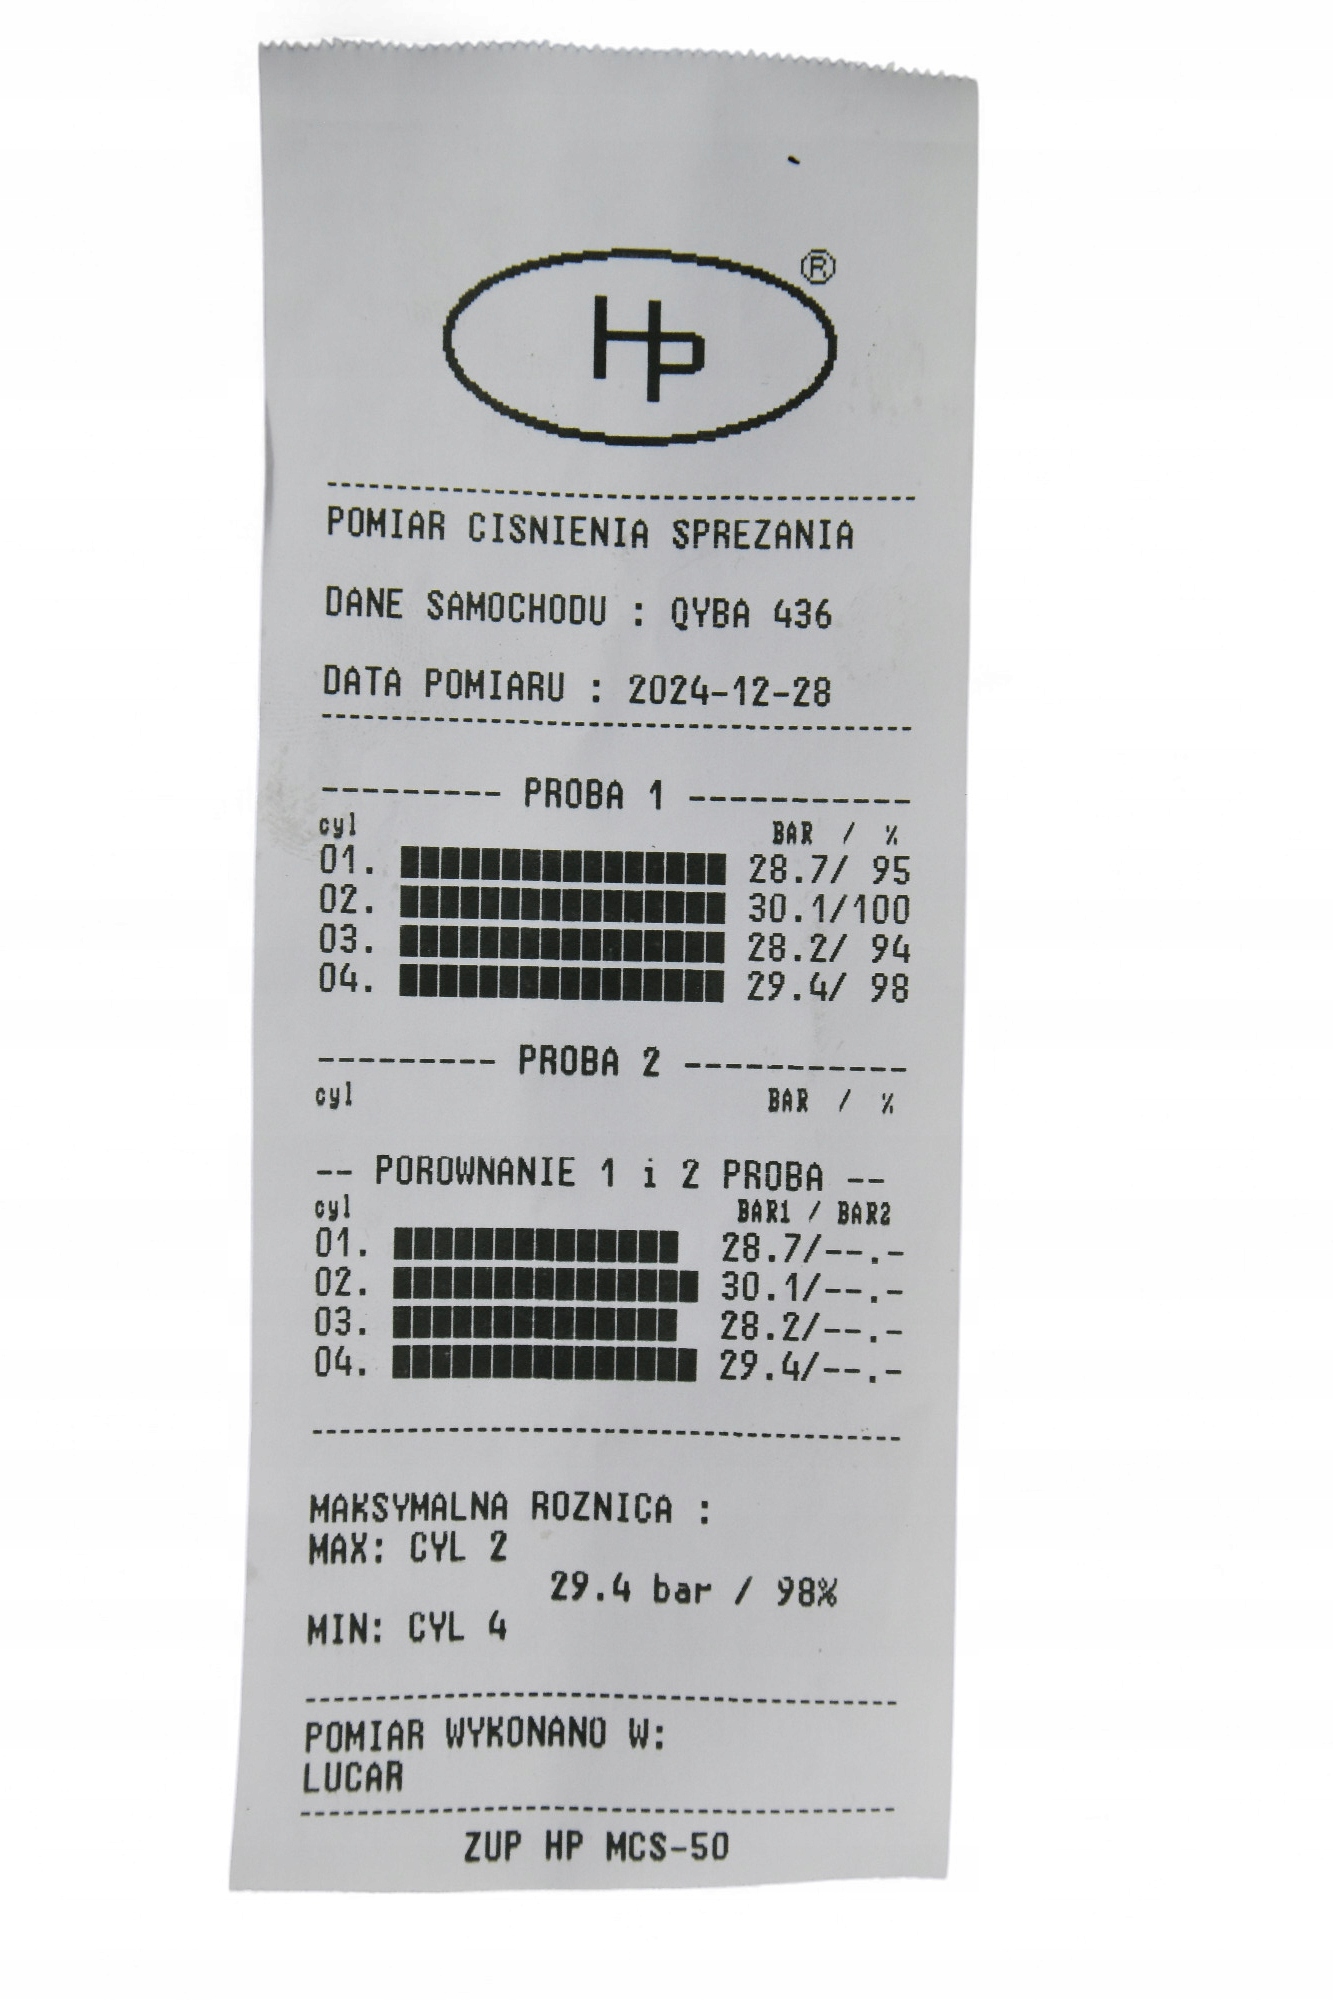 Hp ®
POMIAR CISNIENIA SPREZANIA
DANE SAMOCHODU : QYBA 436
DATA POMIARU : 2024-12-28
--------- PROBA 1 -----------
cyl BAR / %
01. 28.7/ 95
02. 30.1/100
03. 28.2/ 94
04. 29.4/ 98
--------- PROBA 2 -----------
cyl BAR / %
-- POROWNANIE 1 i 2 PROBA --
cyl BAR1 / BAR2
01. 28.7/--.-
02. 30.1/--.-
03. 28.2/--.-
04. 29.4/--.-
MAKSYMALNA ROZNICA :
MAX: CYL 2
29.4 bar / 98%
MIN: CYL 4
POMIAR WYKONANO W:
LUCAR
ZUP HP MCS-50